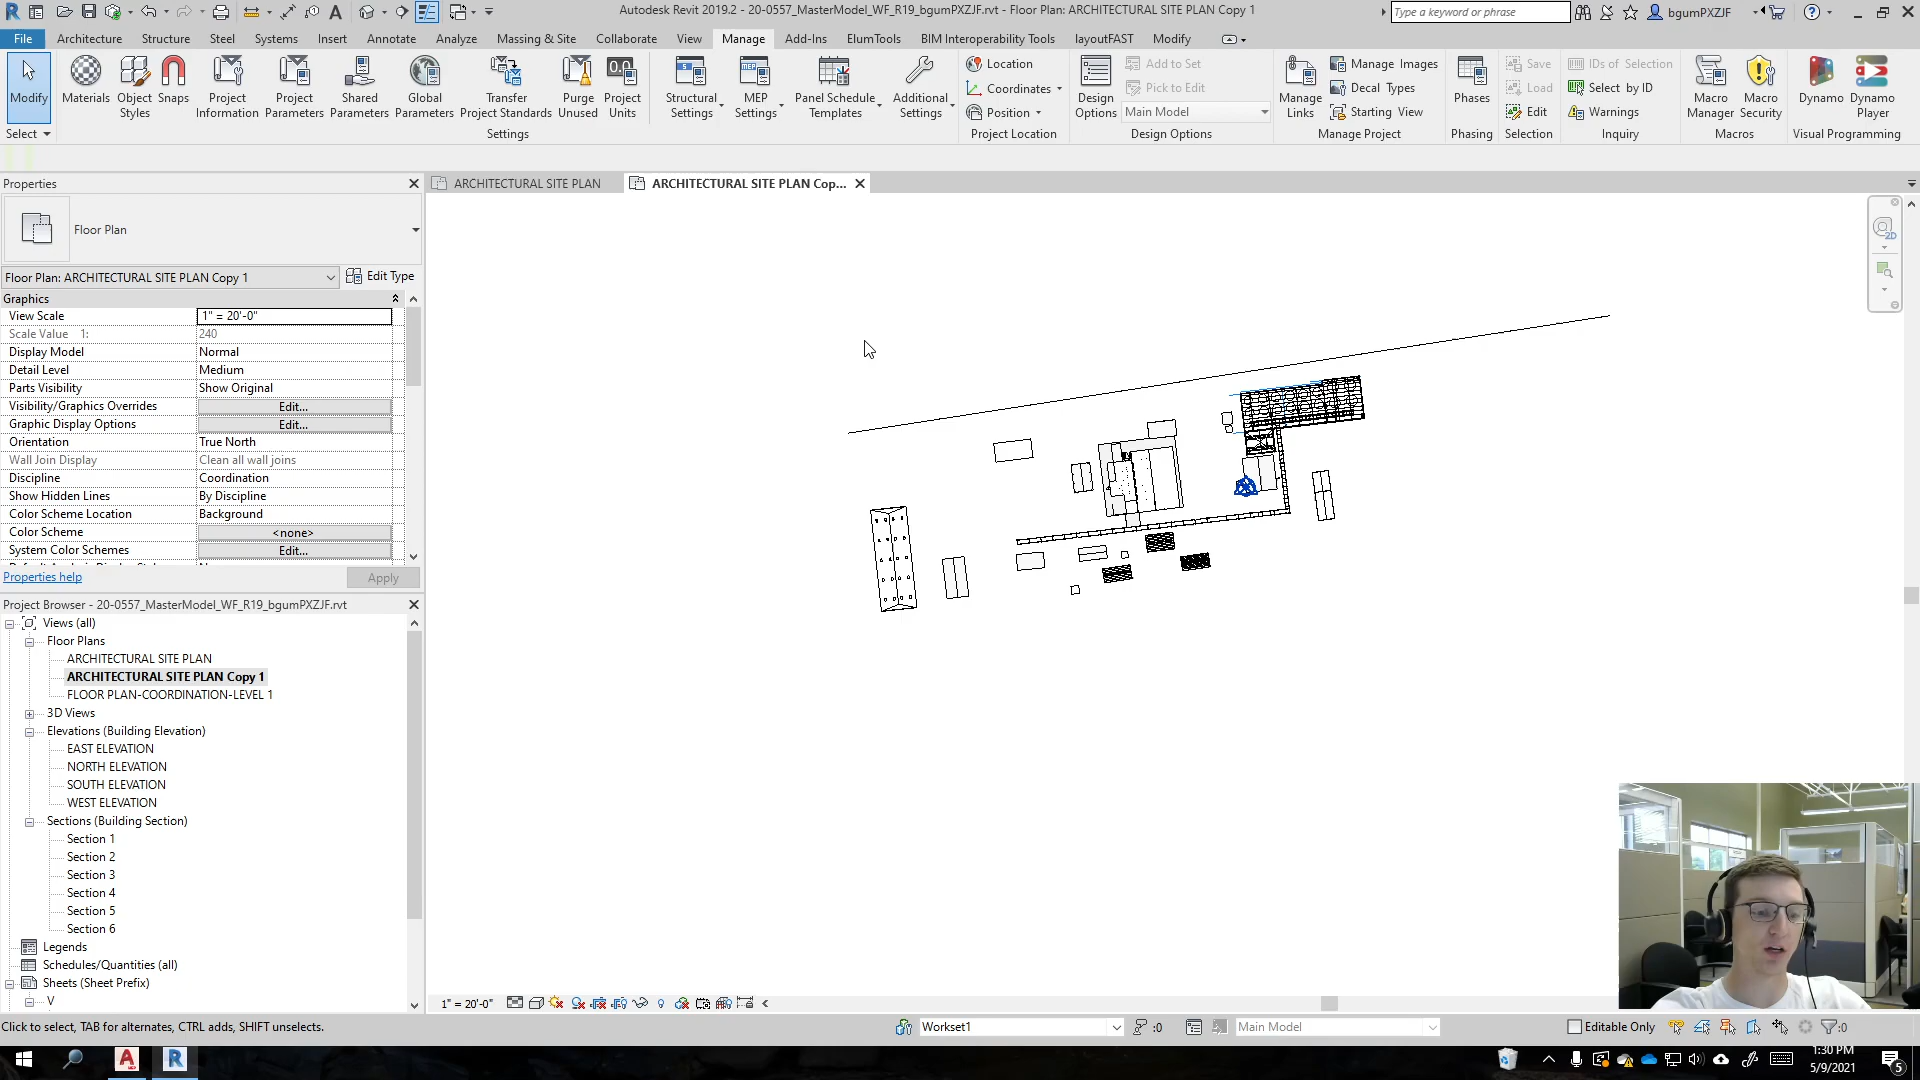 Autodesk Revit 2019.2 - 20-0557_MasterModel_WF_R19_bgumPXZJF.rvt - Floor Plan: ARCHITECTURAL SITE PLAN Copy 1
Type a keyword or phrase
bgumPXZJF
File Architecture Structure Steel Systems Insert Annotate Analyze Massing & Site Collaborate View Manage Add-Ins ElumTools BIM Interoperability Tools layoutFAST Modify
Modify
Materials
Object Styles
Snaps
Project Information
Project Parameters
Shared Parameters
Global Parameters
Transfer Project Standards
Purge Unused
Project Units
Structural Settings
MEP Settings
Panel Schedule Templates
Additional Settings
Location
Coordinates
Position
Design Options
Add to Set
Pick to Edit
Main Model
Manage Links
Manage Images
Decal Types
Starting View
Phases
Save
Load
Edit
IDs of Selection
Select by ID
Warnings
Macro Manager
Macro Security
Dynamo
Dynamo Player
Select Settings Project Location Design Options Manage Project Phasing Selection Inquiry Macros Visual Programming
Properties
ARCHITECTURAL SITE PLAN
ARCHITECTURAL SITE PLAN Cop...
Floor Plan
Floor Plan: ARCHITECTURAL SITE PLAN Copy 1 Edit Type
Graphics
View Scale 1" = 20'-0"
Scale Value 1: 240
Display Model Normal
Detail Level Medium
Parts Visibility Show Original
Visibility/Graphics Overrides Edit...
Graphic Display Options Edit...
Orientation True North
Wall Join Display Clean all wall joins
Discipline Coordination
Show Hidden Lines By Discipline
Color Scheme Location Background
Color Scheme <none>
System Color Schemes Edit...
Properties help Apply
Project Browser - 20-0557_MasterModel_WF_R19_bgumPXZJF.rvt
Views (all)
Floor Plans
ARCHITECTURAL SITE PLAN
ARCHITECTURAL SITE PLAN Copy 1
FLOOR PLAN-COORDINATION-LEVEL 1
3D Views
Elevations (Building Elevation)
EAST ELEVATION
NORTH ELEVATION
SOUTH ELEVATION
WEST ELEVATION
Sections (Building Section)
Section 1
Section 2
Section 3
Section 4
Section 5
Section 6
Legends
Schedules/Quantities (all)
Sheets (Sheet Prefix)
V
2D
1" = 20'-0"
Click to select, TAB for alternates, CTRL adds, SHIFT unselects.
Workset1
:0
Main Model
Editable Only
:0
1:30 PM
5/9/2021
5